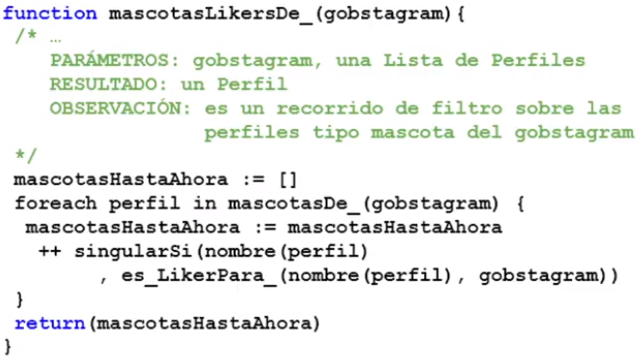 function mascotasLikersDe_(gobstagram){
/* …
PARÁMETROS: gobstagram, una Lista de Perfiles
RESULTADO: un Perfil
OBSERVACIÓN: es un recorrido de filtro sobre las
perfiles tipo mascota del gobstagram
*/
mascotasHastaAhora := []
foreach perfil in mascotasDe_(gobstagram) {
mascotasHastaAhora := mascotasHastaAhora
++ singularSi(nombre(perfil)
, es_LikerPara_(nombre(perfil), gobstagram))
}
return(mascotasHastaAhora)
}